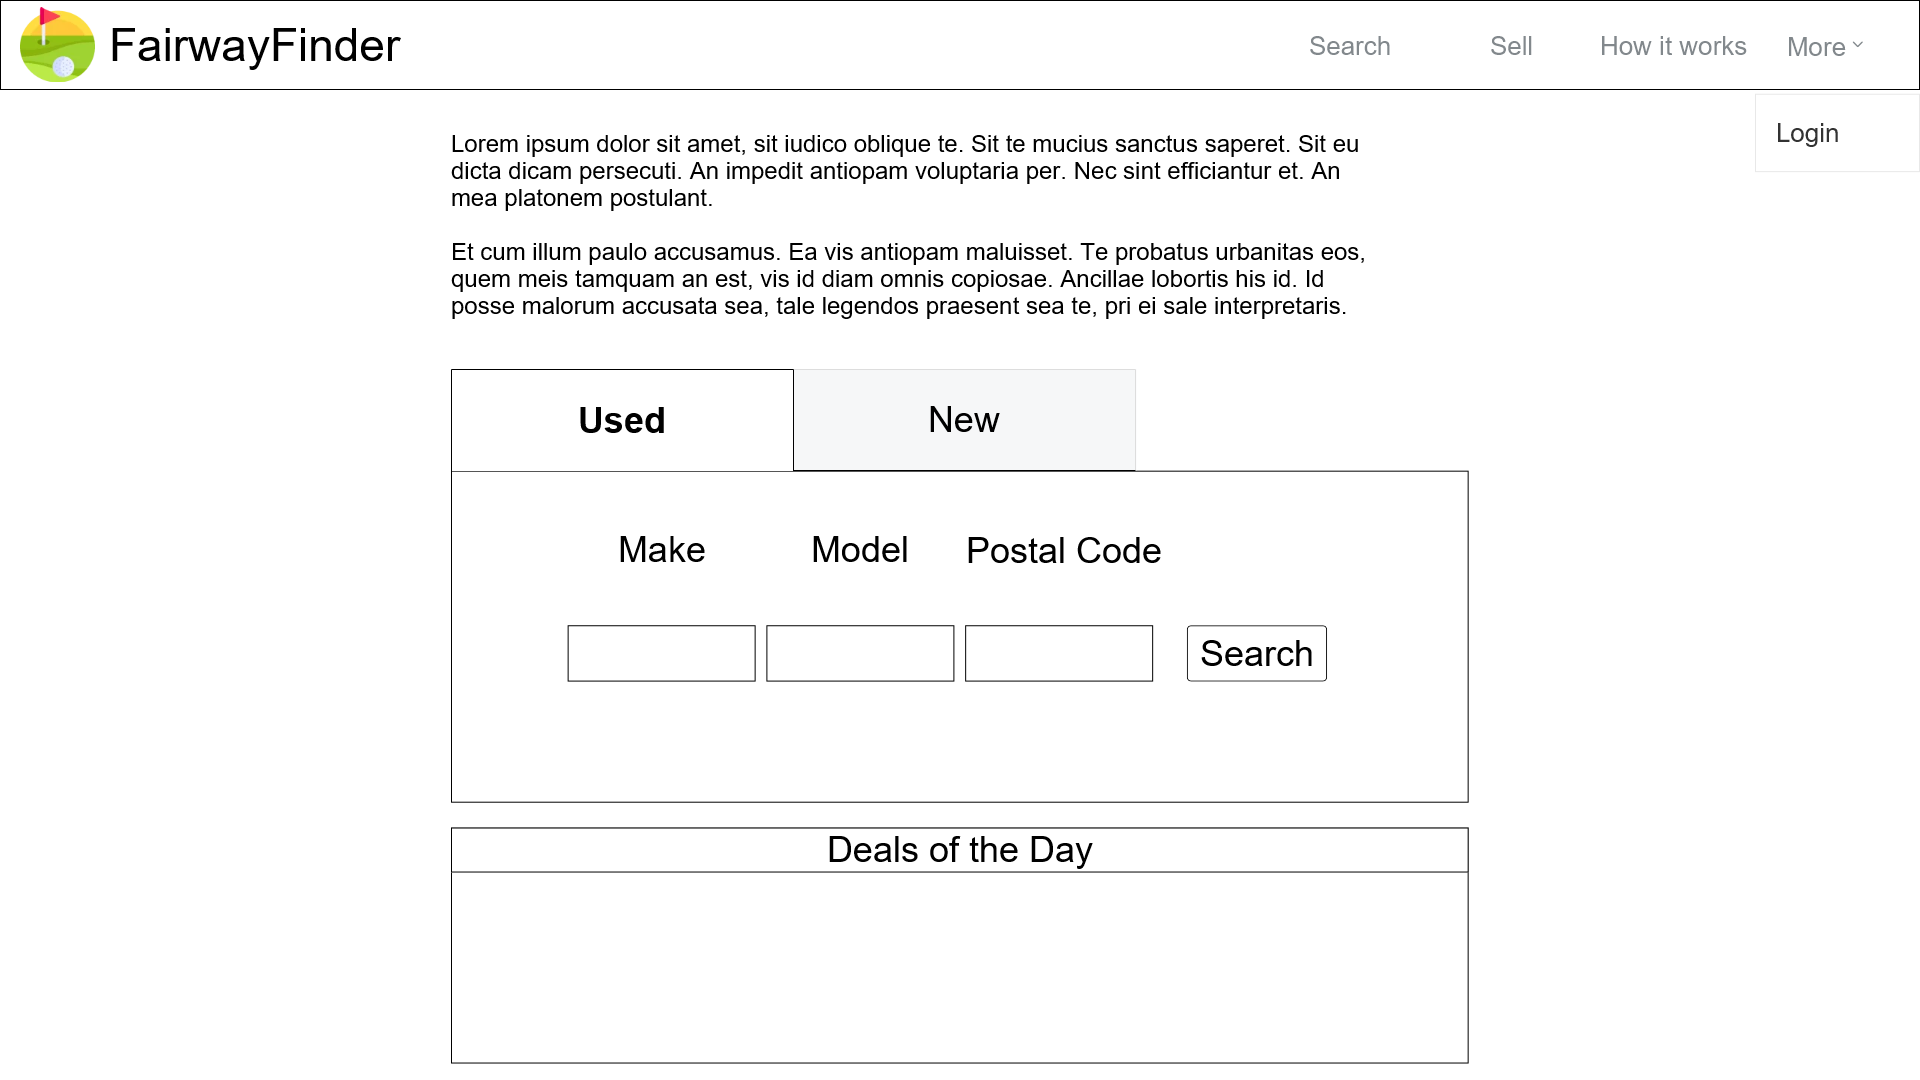 FairwayFinder
Search
Sell
How it works
More
Login
Lorem ipsum dolor sit amet, sit iudico oblique te. Sit te mucius sanctus saperet. Sit eu
dicta dicam persecuti. An impedit antiopam voluptaria per. Nec sint efficiantur et. An
mea platonem postulant.
Et cum illum paulo accusamus. Ea vis antiopam maluisset. Te probatus urbanitas eos,
quem meis tamquam an est, vis id diam omnis copiosae. Ancillae lobortis his id. Id
posse malorum accusata sea, tale legendos praesent sea te, pri ei sale interpretaris.
Used
New
Make
Model
Postal Code
Search
Deals of the Day